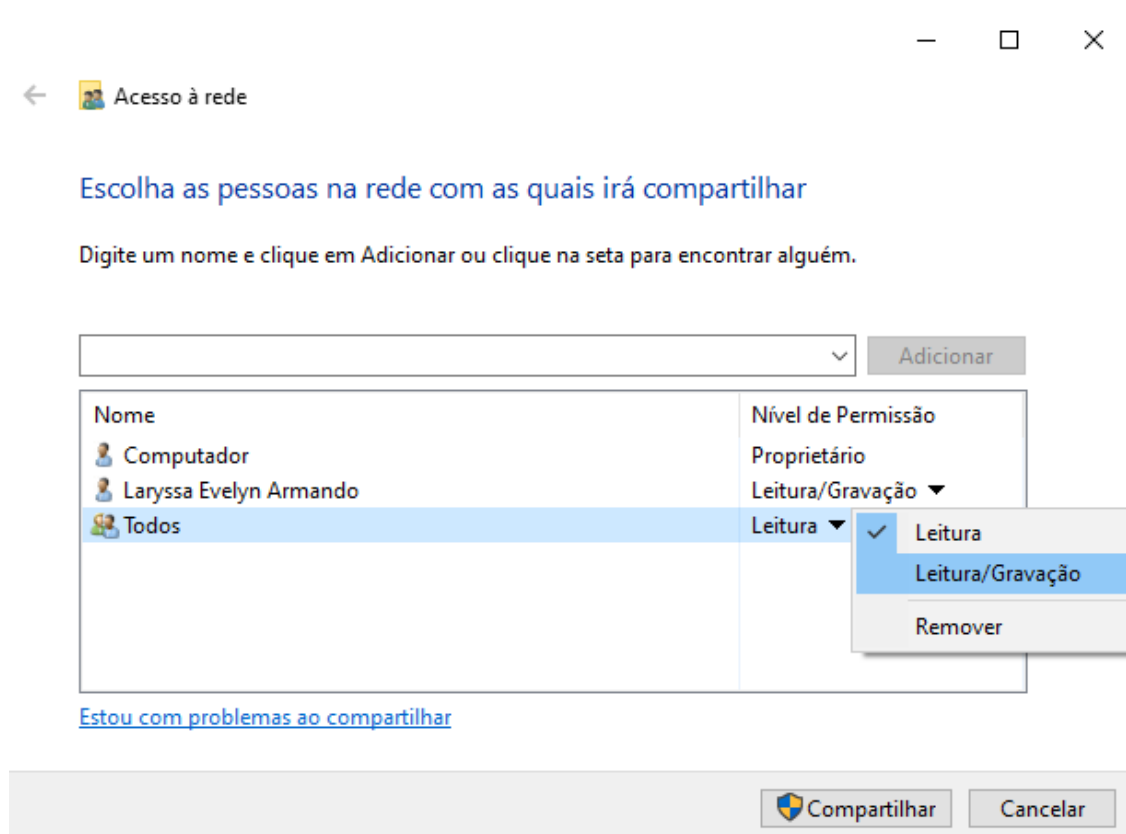 Acesso à rede
Escolha as pessoas na rede com as quais irá compartilhar
Digite um nome e clique em Adicionar ou clique na seta para encontrar alguém.
Adicionar
Nome Nível de Permissão
Computador Proprietário
Laryssa Evelyn Armando Leitura/Gravação
Todos Leitura
Leitura
Leitura/Gravação
Remover
Estou com problemas ao compartilhar
Compartilhar Cancelar